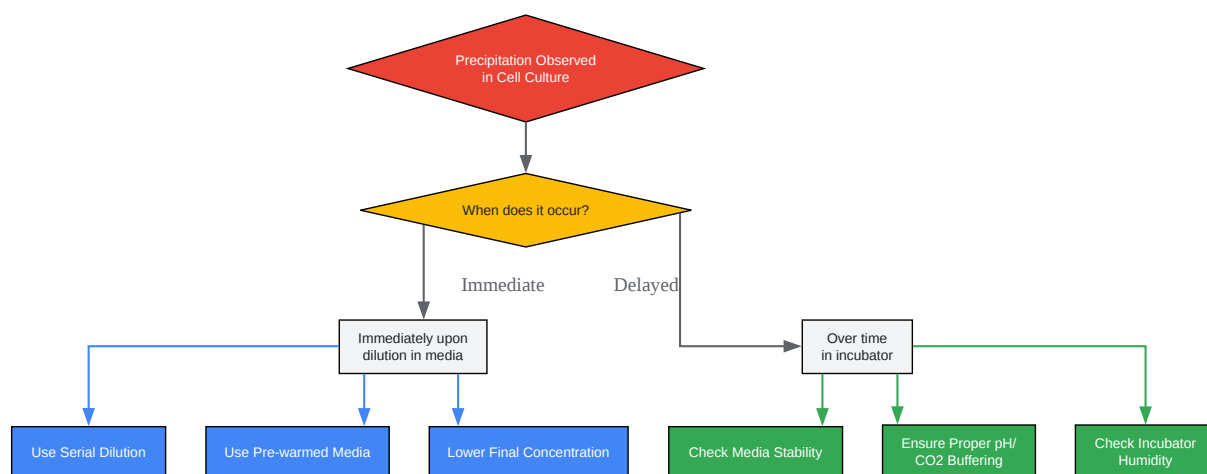 Precipitation Observed
in Cell Culture
When does it occur?
Immediate
Delayed
Immediately upon
dilution in media
Over time
in incubator
Use Serial Dilution
Use Pre-warmed Media
Lower Final Concentration
Check Media Stability
Ensure Proper pH/
CO2 Buffering
Check Incubator
Humidity